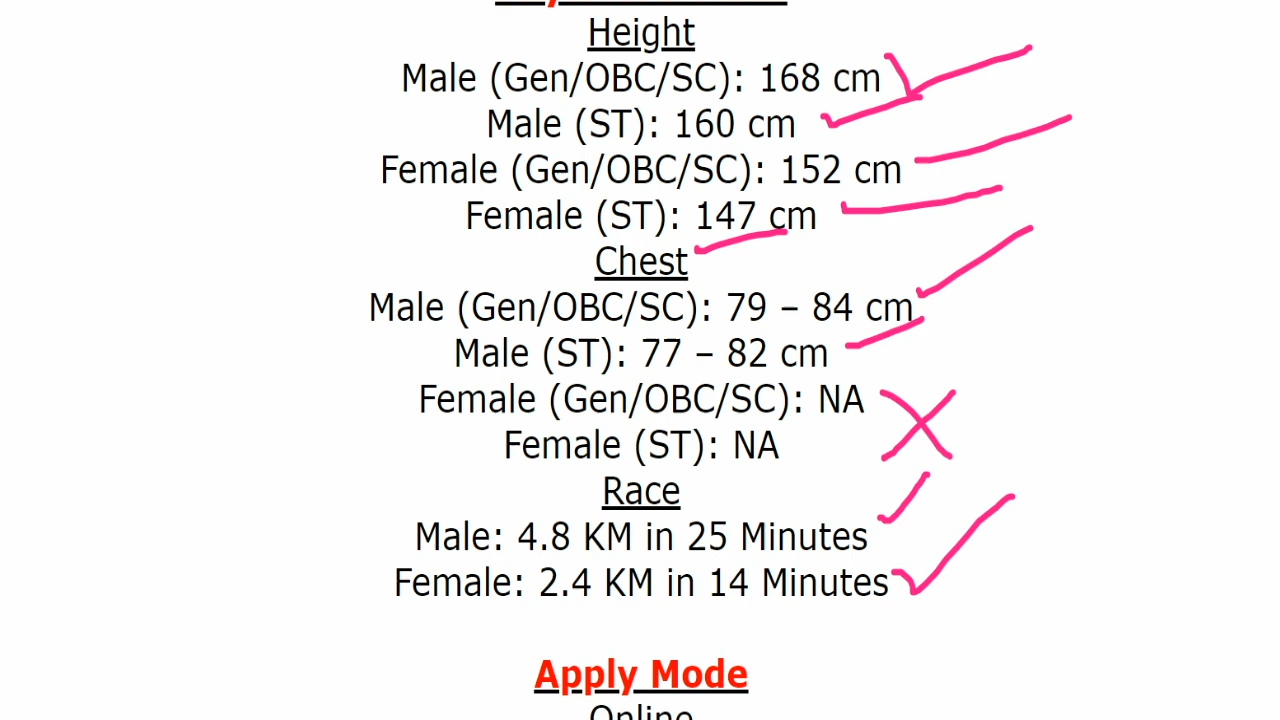 Height
Male (Gen/OBC/SC): 168 cm
Male (ST): 160 cm
Female (Gen/OBC/SC): 152 cm
Female (ST): 147 cm
Chest
Male (Gen/OBC/SC): 79 – 84 cm
Male (ST): 77 – 82 cm
Female (Gen/OBC/SC): NA
Female (ST): NA
Race
Male: 4.8 KM in 25 Minutes
Female: 2.4 KM in 14 Minutes
Apply Mode
Online